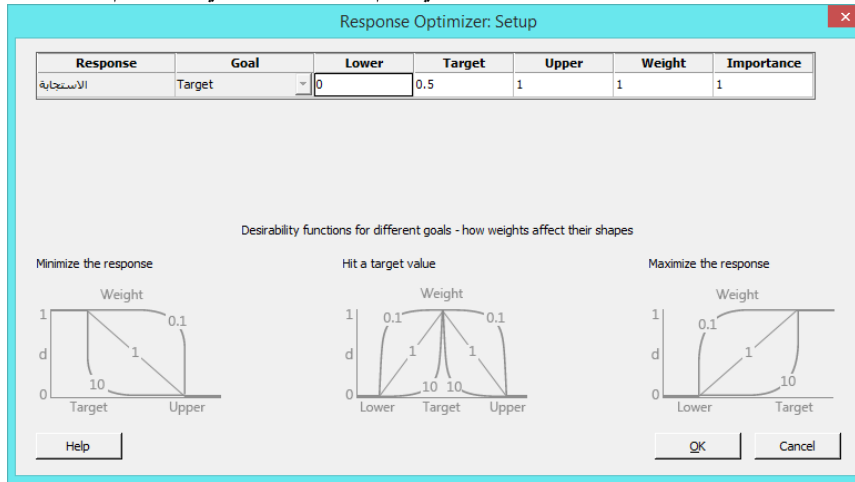 Response Optimizer: Setup
Response Goal Lower Target Upper Weight Importance
الاستجابة Target 0 0.5 1 1 1
Desirability functions for different goals - how weights affect their shapes
Minimize the response Hit a target value Maximize the response
Weight Weight Weight
1 0.1 1 0.1 0.1 1 0.1
d 1 d 1 1 d 1
0 10 0 10 10 0 10
Target Upper Lower Target Upper Lower Target
Help OK Cancel